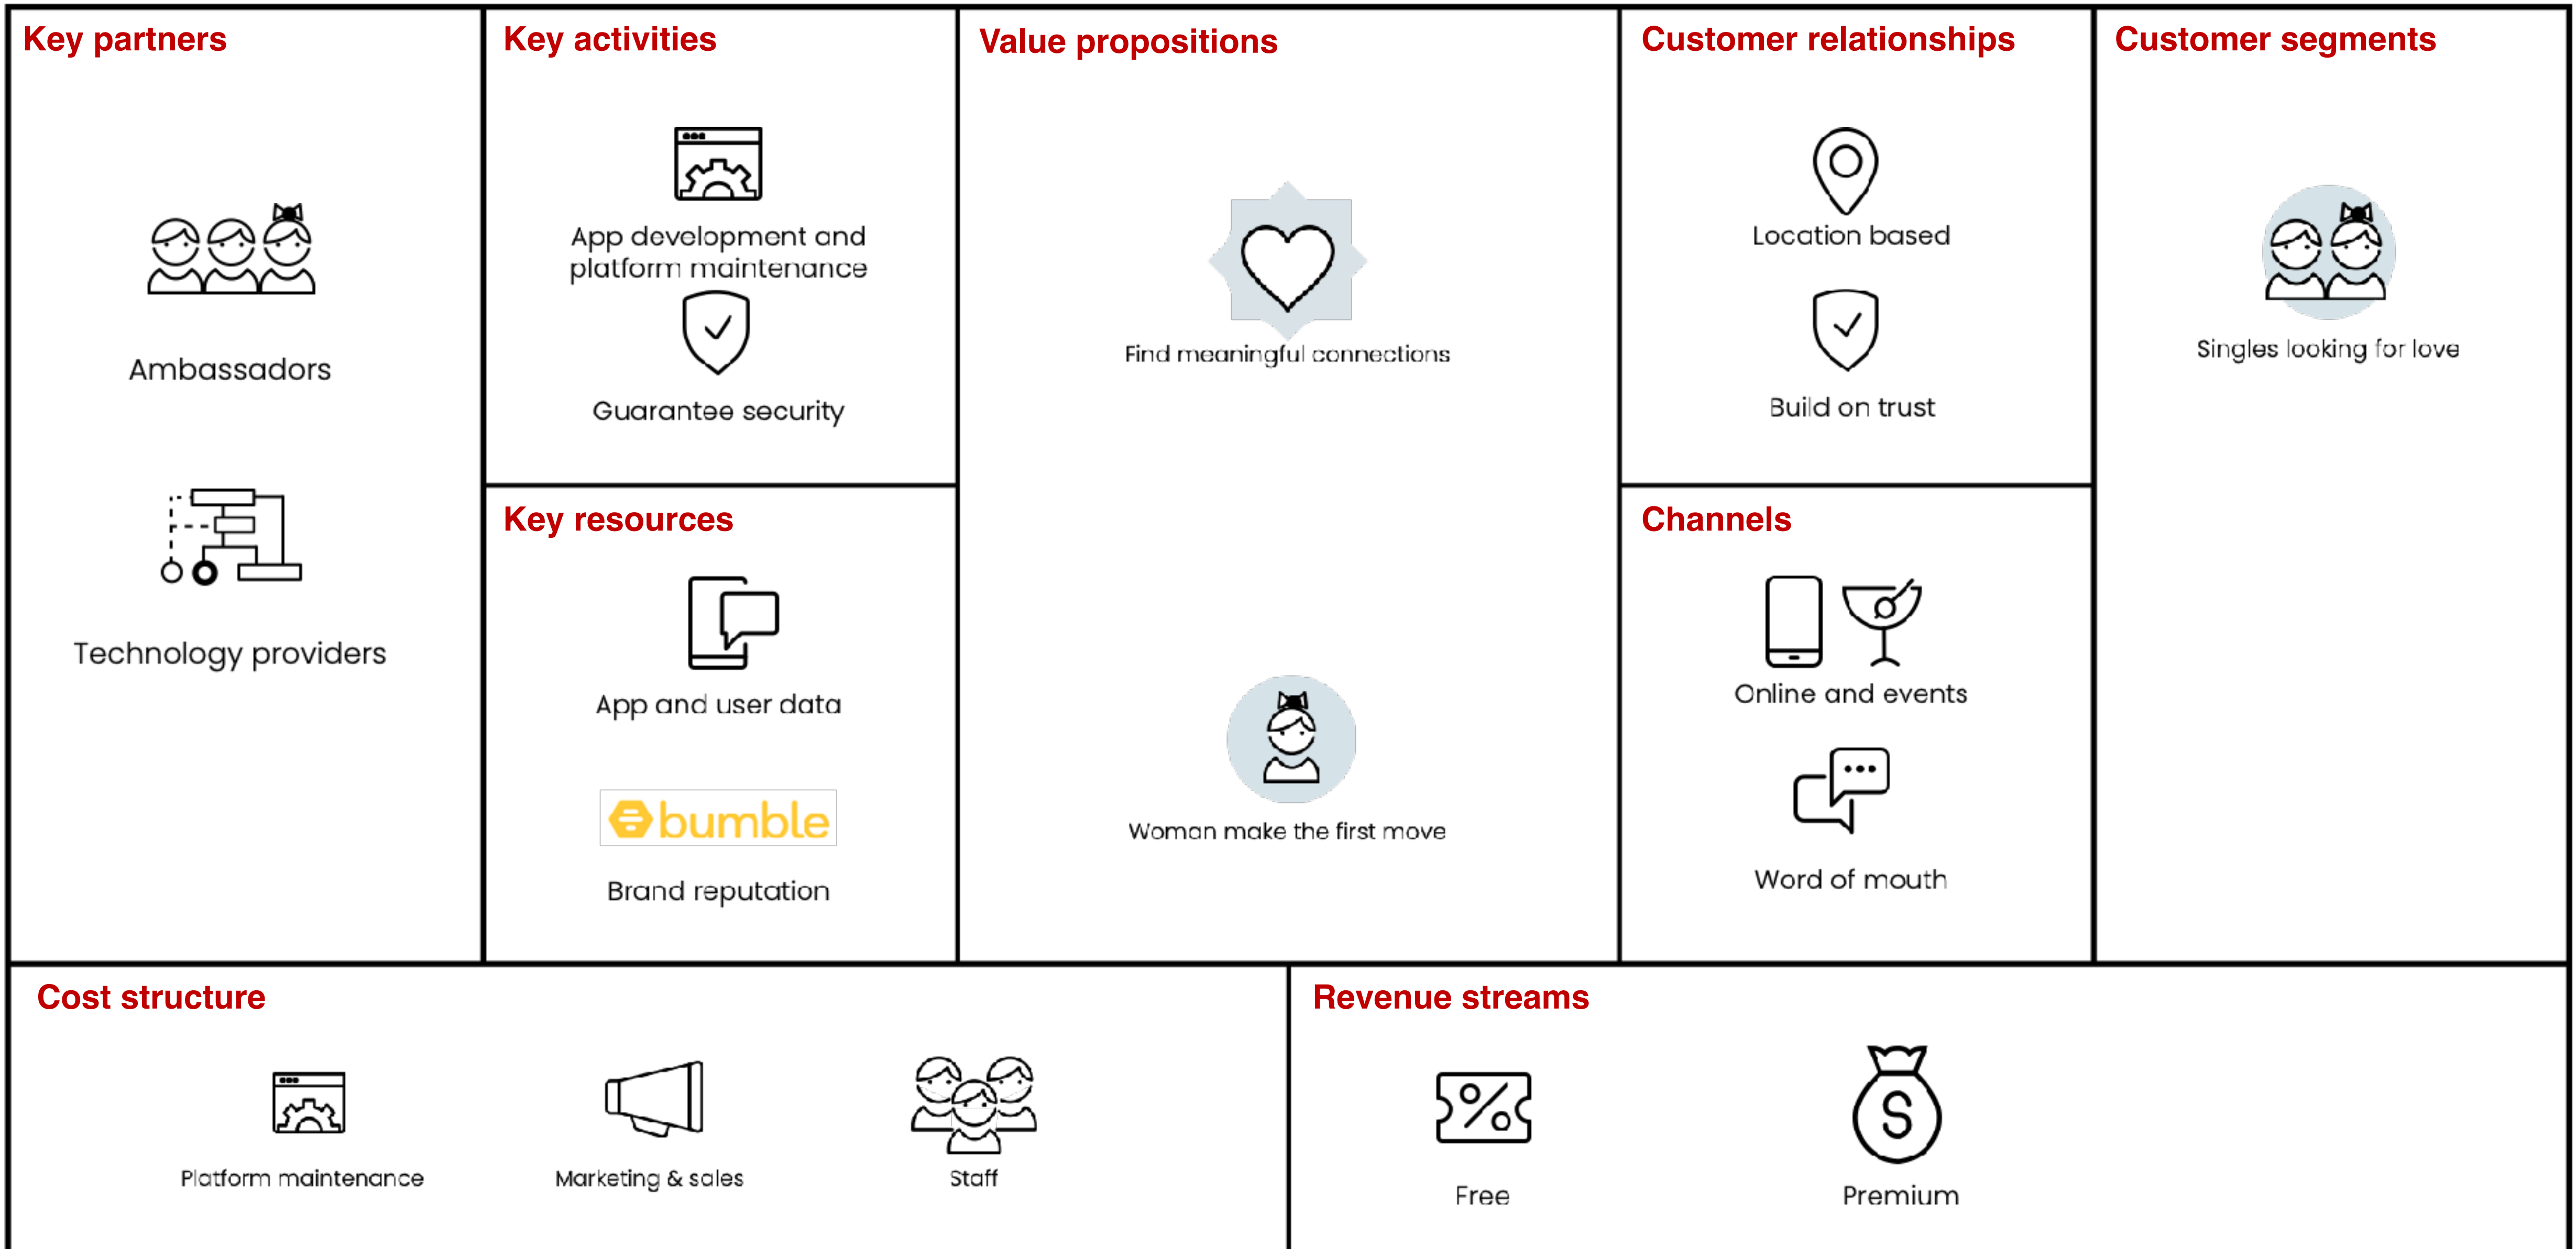 Key partners
Ambassadors
Technology providers
Key activities
App development and
platform maintenance
Guarantee security
Key resources
App and user data
bumble
Brand reputation
Value propositions
Find meaningful connections
Woman make the first move
Customer relationships
Location based
Build on trust
Channels
Online and events
Word of mouth
Customer segments
Singles looking for love
Cost structure
Platform maintenance
Marketing & sales
Staff
Revenue streams
%
Free
S
Premium